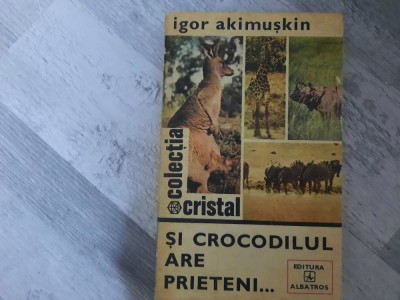 igor akimușkin
colecția
cristal
ȘI CROCODILUL
ARE
PRIETENI...
EDITURA
ALBATROS